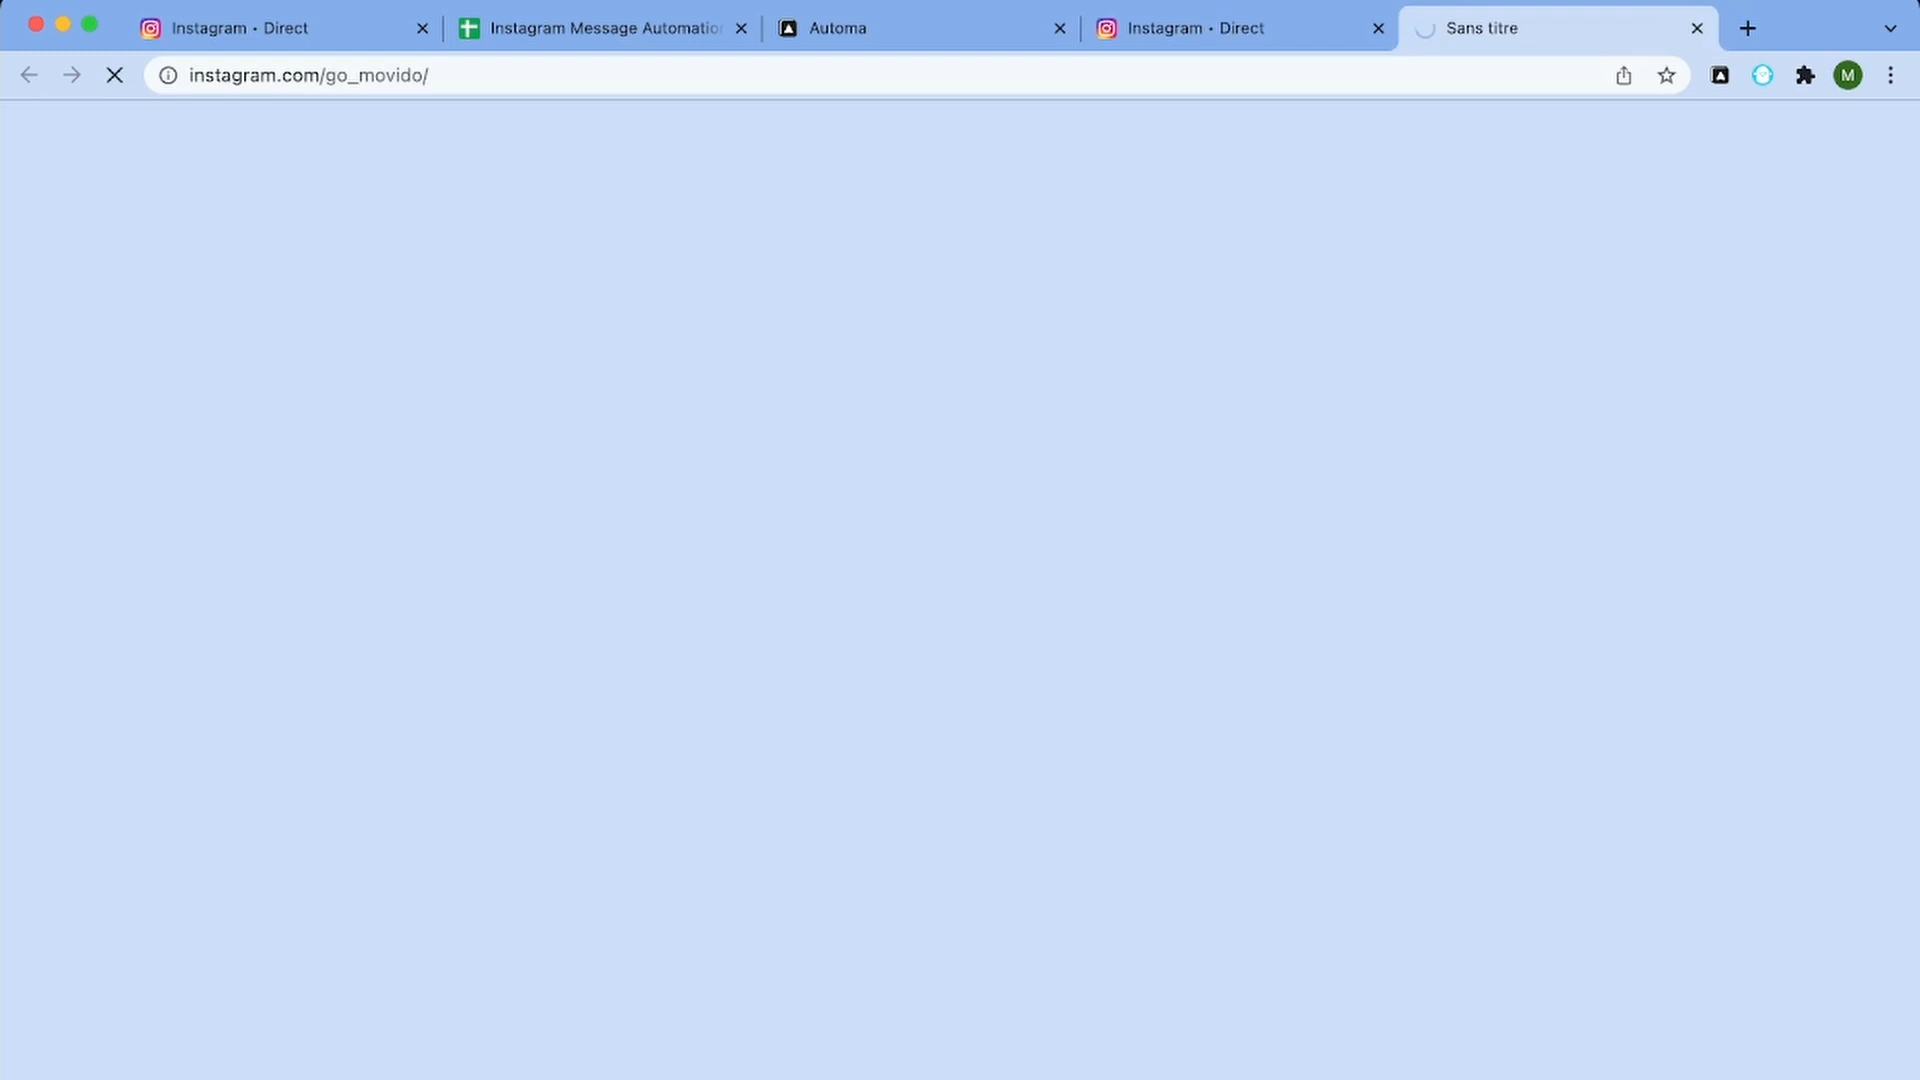 Instagram • Direct
Instagram Message Automatio
Automa
Instagram • Direct
Sans titre
instagram.com/go_movido/
M